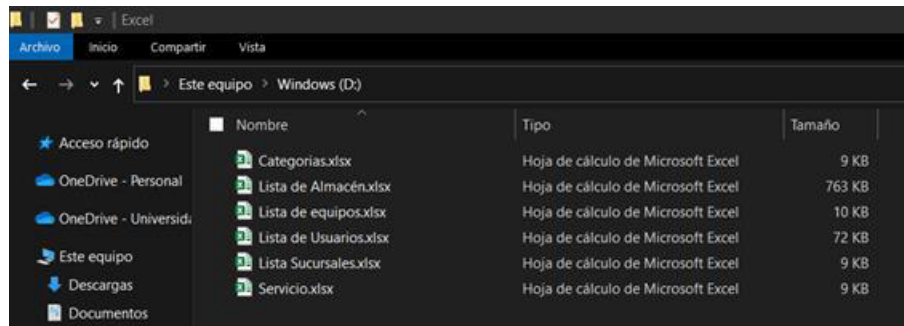 Excel
Archivo Inicio Compartir Vista
Este equipo > Windows (D:)
Nombre Tipo Tamaño
Acceso rápido
Categorias.xlsx Hoja de cálculo de Microsoft Excel 9 KB
OneDrive - Personal
Lista de Almacén.xlsx Hoja de cálculo de Microsoft Excel 763 KB
Lista de equipos.xlsx Hoja de cálculo de Microsoft Excel 10 KB
OneDrive - Universida
Lista de Usuarios.xlsx Hoja de cálculo de Microsoft Excel 72 KB
Este equipo
Lista Sucursales.xlsx Hoja de cálculo de Microsoft Excel 9 KB
Descargas
Servicio.xlsx Hoja de cálculo de Microsoft Excel 9 KB
Documentos